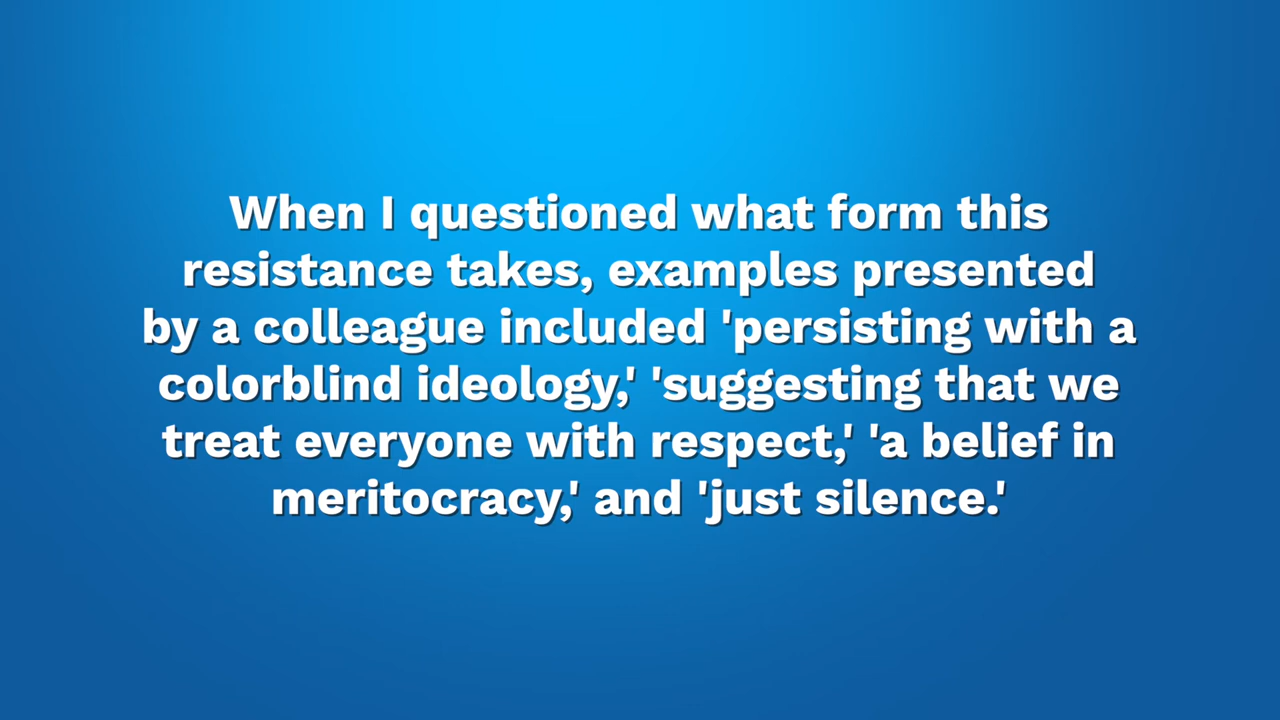 When I questioned what form this
resistance takes, examples presented
by a colleague included 'persisting with a
colorblind ideology,' 'suggesting that we
treat everyone with respect,' 'a belief in
meritocracy,' and 'just silence.'